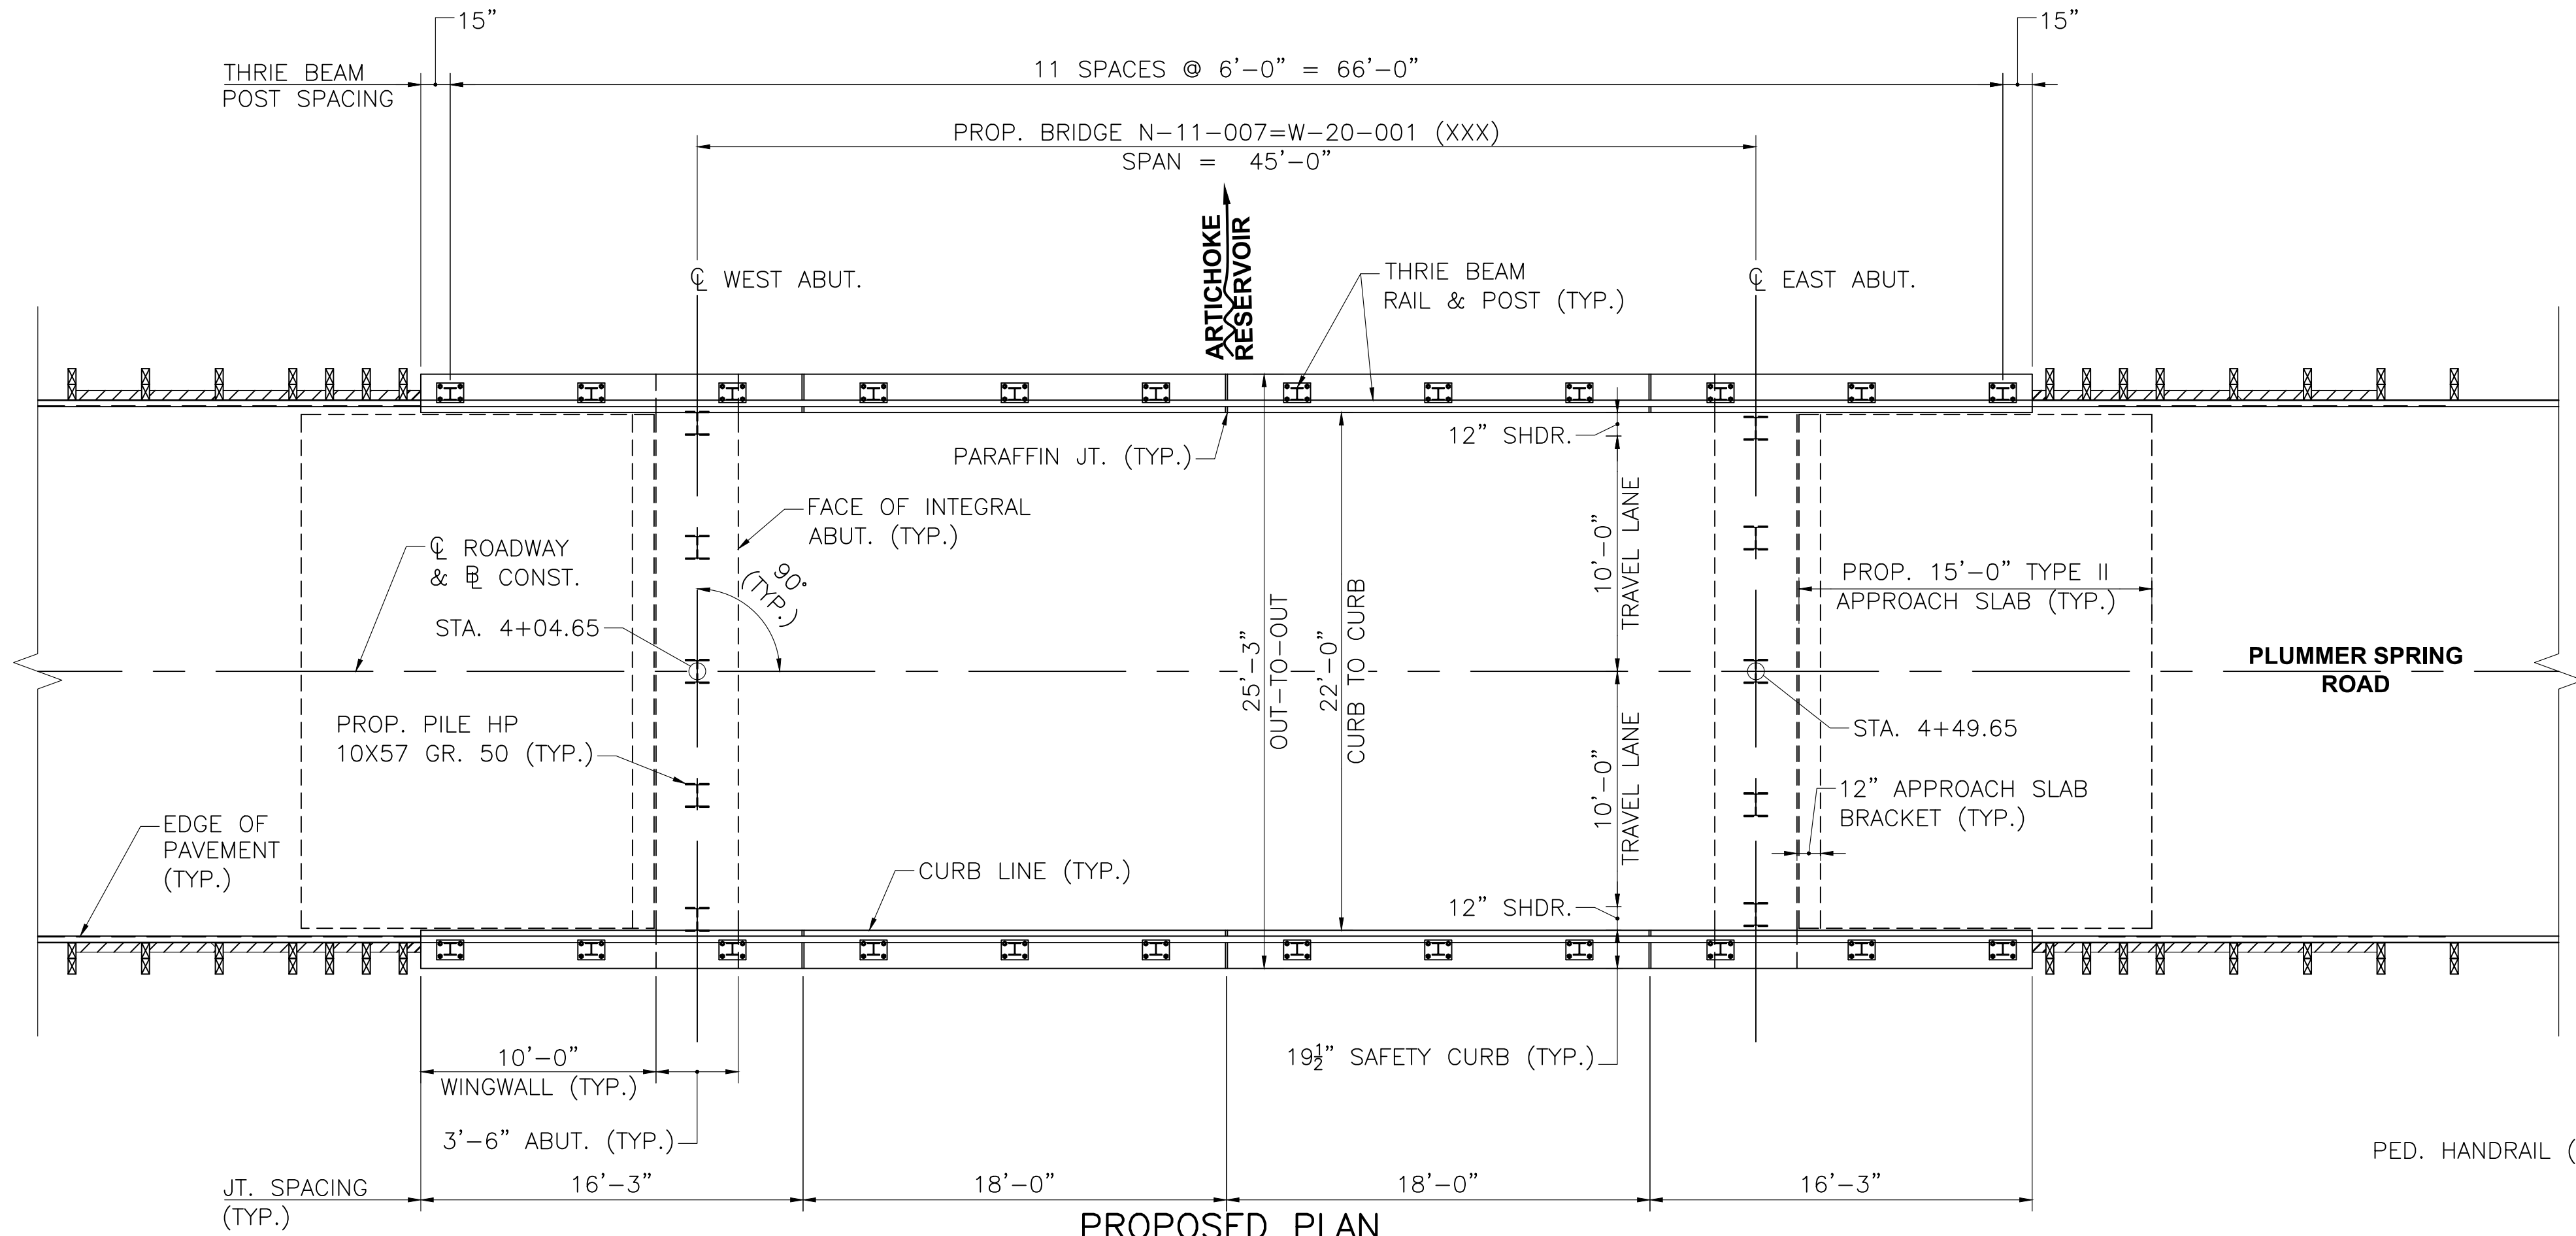 15”
15”
THRIE BEAM
POST SPACING
11 SPACES @ 6’-0” = 66’-0”
PROP. BRIDGE N-11-007=W-20-001 (XXX)
SPAN = 45’-0”
ARTICHOKE
RESERVOIR
℄ WEST ABUT.
THRIE BEAM
RAIL & POST (TYP.)
℄ EAST ABUT.
12” SHDR.
PARAFFIN JT. (TYP.)
FACE OF INTEGRAL
ABUT. (TYP.)
10’-0”
TRAVEL LANE
℄ ROADWAY
& BL CONST.
90°
(TYP.)
PROP. 15’-0” TYPE II
APPROACH SLAB (TYP.)
STA. 4+04.65
25’-3”
OUT-TO-OUT
22’-0”
CURB TO CURB
PLUMMER SPRING
ROAD
PROP. PILE HP
10X57 GR. 50 (TYP.)
STA. 4+49.65
10’-0”
TRAVEL LANE
12” APPROACH SLAB
BRACKET (TYP.)
EDGE OF
PAVEMENT
(TYP.)
CURB LINE (TYP.)
12” SHDR.
10’-0”
WINGWALL (TYP.)
19½” SAFETY CURB (TYP.)
3’-6” ABUT. (TYP.)
PED. HANDRAIL (
JT. SPACING
(TYP.)
16’-3”
18’-0”
18’-0”
16’-3”
PROPOSED PLAN